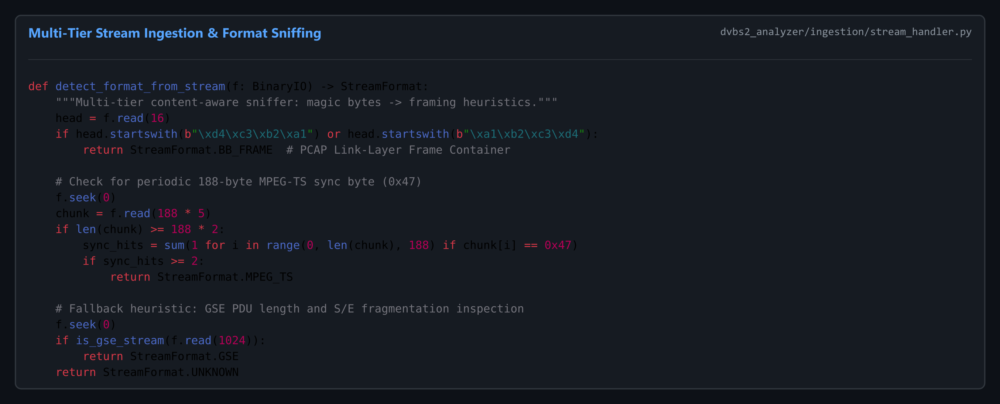 Multi-Tier Stream Ingestion & Format Sniffing
dvbs2_analyzer/ingestion/stream_handler.py
def detect_format_from_stream(f: BinaryIO) -> StreamFormat:
    """Multi-tier content-aware sniffer: magic bytes -> framing heuristics."""
    head = f.read(16)
    if head.startswith(b"\xd4\xc3\xb2\xa1") or head.startswith(b"\xa1\xb2\xc3\xd4"):
        return StreamFormat.BB_FRAME  # PCAP Link-Layer Frame Container
    # Check for periodic 188-byte MPEG-TS sync byte (0x47)
    f.seek(0)
    chunk = f.read(188 * 5)
    if len(chunk) >= 188 * 2:
        sync_hits = sum(1 for i in range(0, len(chunk), 188) if chunk[i] == 0x47)
        if sync_hits >= 2:
            return StreamFormat.MPEG_TS
    # Fallback heuristic: GSE PDU length and S/E fragmentation inspection
    f.seek(0)
    if is_gse_stream(f.read(1024)):
        return StreamFormat.GSE
    return StreamFormat.UNKNOWN